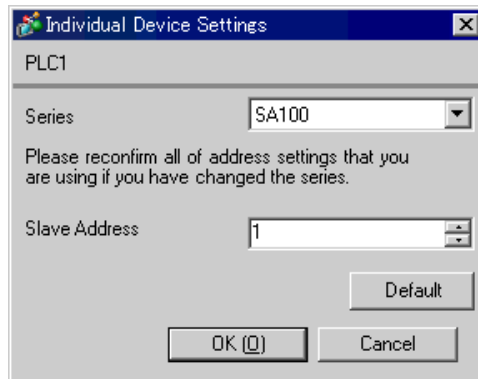 Individual Device Settings
PLC1
Series
SA100
Please reconfirm all of address settings that you
are using if you have changed the series.
Slave Address
1
Default
OK (O)
Cancel